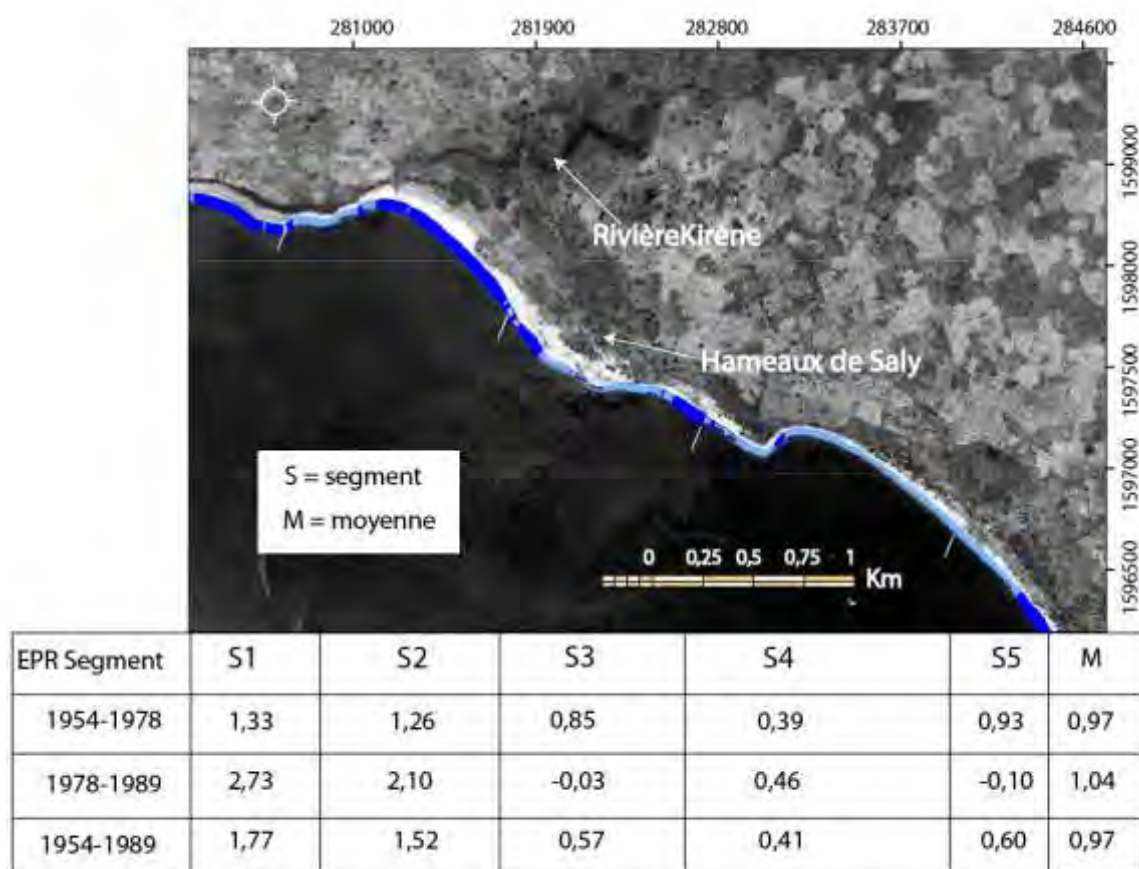 281000 281900 282800 283700 284600
1599000
RivièreKirène
1598000
Hameaux de Saly
1597500
S = segment
M = moyenne
1597000
0 0,25 0,5 0,75 1 Km
1596500
EPR Segment S1 S2 S3 S4 S5 M
1954-1978 1,33 1,26 0,85 0,39 0,93 0,97
1978-1989 2,73 2,10 -0,03 0,46 -0,10 1,04
1954-1989 1,77 1,52 0,57 0,41 0,60 0,97